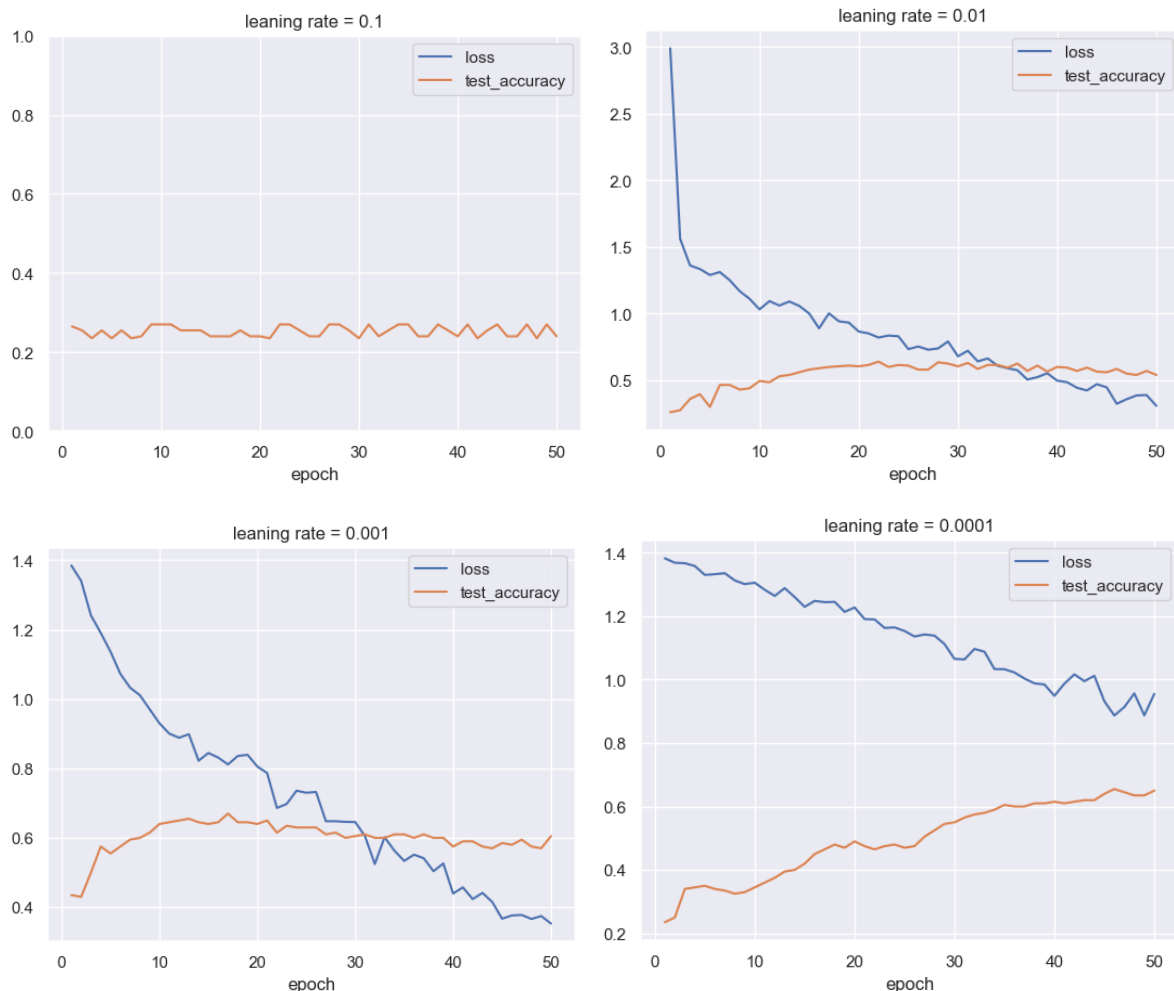 leaning rate = 0.1
loss
test_accuracy
1.0
0.8
0.6
0.4
0.2
0.0
0 10 20 30 40 50
epoch
leaning rate = 0.01
loss
test_accuracy
3.0
2.5
2.0
1.5
1.0
0.5
0 10 20 30 40 50
epoch
leaning rate = 0.001
loss
test_accuracy
1.4
1.2
1.0
0.8
0.6
0.4
0 10 20 30 40 50
epoch
leaning rate = 0.0001
loss
test_accuracy
1.4
1.2
1.0
0.8
0.6
0.4
0.2
0 10 20 30 40 50
epoch